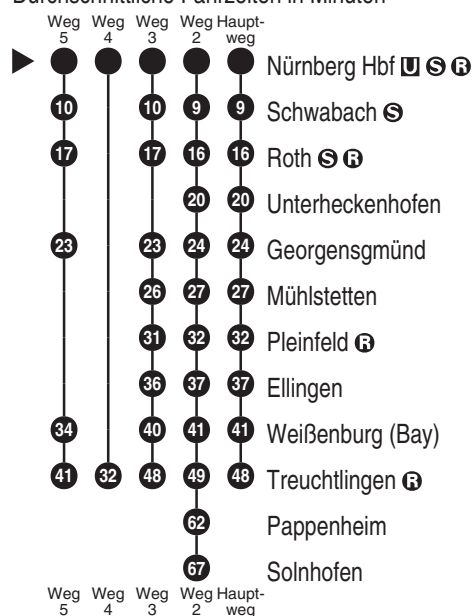 Durchschnittliche Fahrzeiten in Minuten
Weg 5 Weg 4 Weg 3 Weg 2 Haupt-weg
Nürnberg Hbf U S R
10 10 9 9 Schwabach S
17 17 16 16 Roth S R
20 20 Unterheckenhofen
23 23 24 24 Georgensgmünd
26 27 27 Mühlstetten
31 32 32 Pleinfeld R
36 37 37 Ellingen
34 40 41 41 Weißenburg (Bay)
41 32 48 49 48 Treuchtlingen R
62 Pappenheim
67 Solnhofen
Weg 5 Weg 4 Weg 3 Weg 2 Haupt-weg